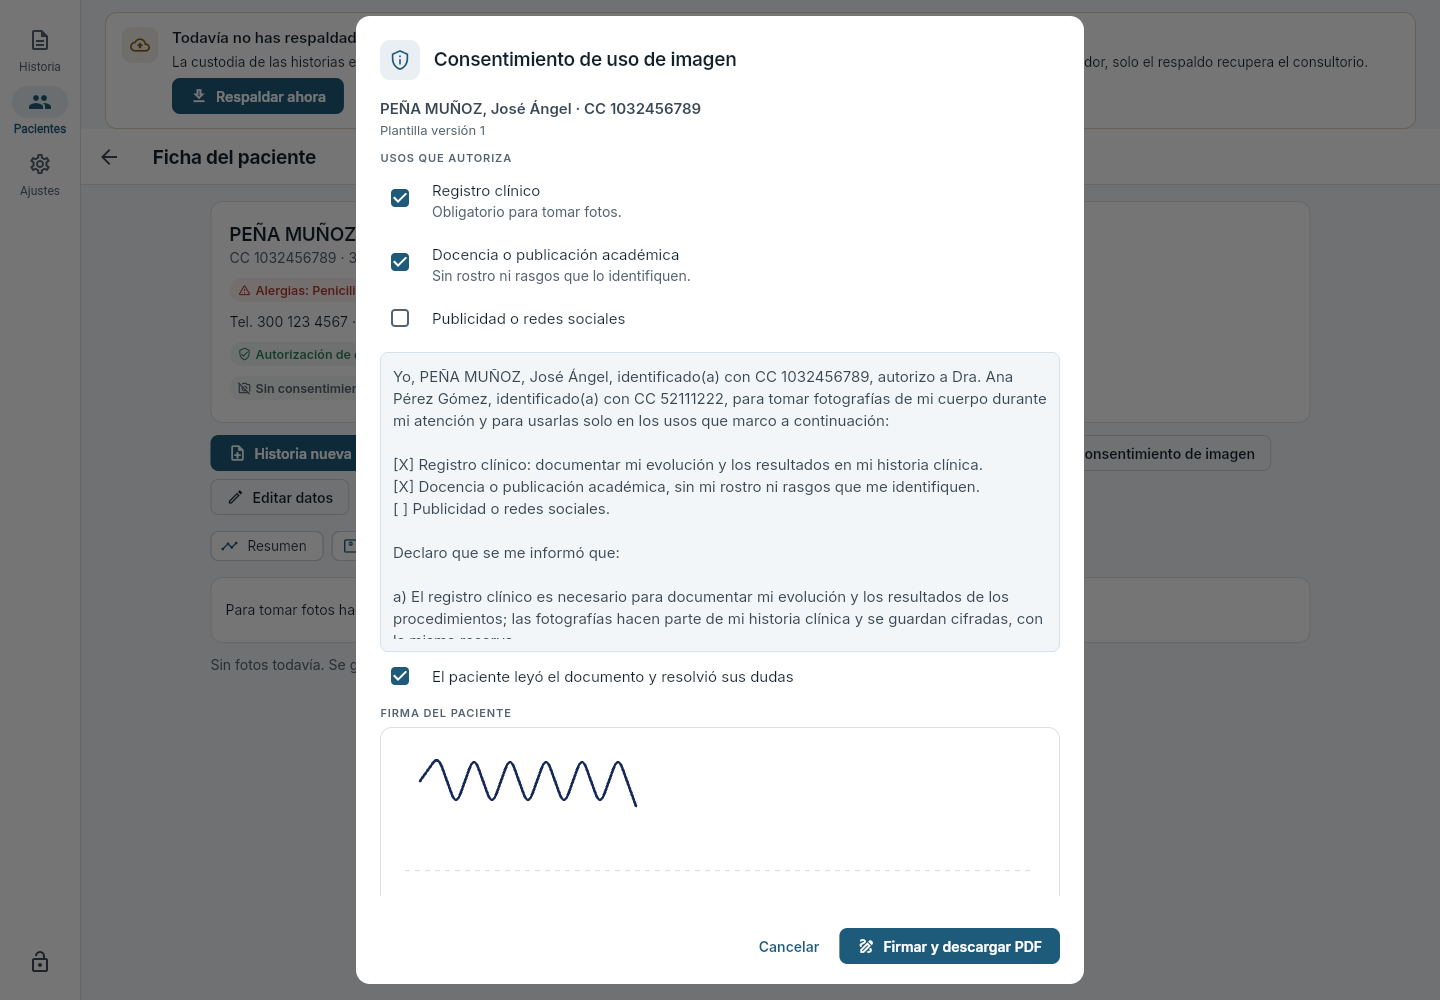 Historia
Pacientes
Ajustes
Todavía no has respaldad
La custodia de las historias e
dor, solo el respaldo recupera el consultorio.
Respaldar ahora
Ficha del paciente
PEÑA MUÑOZ
CC 1032456789 · 3
Alergias: Penicili
Tel. 300 123 4567 ·
Autorización de
Sin consentimien
Historia nueva
onsentimiento de imagen
Editar datos
Resumen
Para tomar fotos ha
Sin fotos todavía. Se g
Consentimiento de uso de imagen
PEÑA MUÑOZ, José Ángel · CC 1032456789
Plantilla versión 1
USOS QUE AUTORIZA
Registro clínico
Obligatorio para tomar fotos.
Docencia o publicación académica
Sin rostro ni rasgos que lo identifiquen.
Publicidad o redes sociales
Yo, PEÑA MUÑOZ, José Ángel, identificado(a) con CC 1032456789, autorizo a Dra. Ana
Pérez Gómez, identificado(a) con CC 52111222, para tomar fotografías de mi cuerpo durante
mi atención y para usarlas solo en los usos que marco a continuación:
[X] Registro clínico: documentar mi evolución y los resultados en mi historia clínica.
[X] Docencia o publicación académica, sin mi rostro ni rasgos que me identifiquen.
[ ] Publicidad o redes sociales.
Declaro que se me informó que:
a) El registro clínico es necesario para documentar mi evolución y los resultados de los
procedimientos; las fotografías hacen parte de mi historia clínica y se guardan cifradas, con
El paciente leyó el documento y resolvió sus dudas
FIRMA DEL PACIENTE
Cancelar
Firmar y descargar PDF